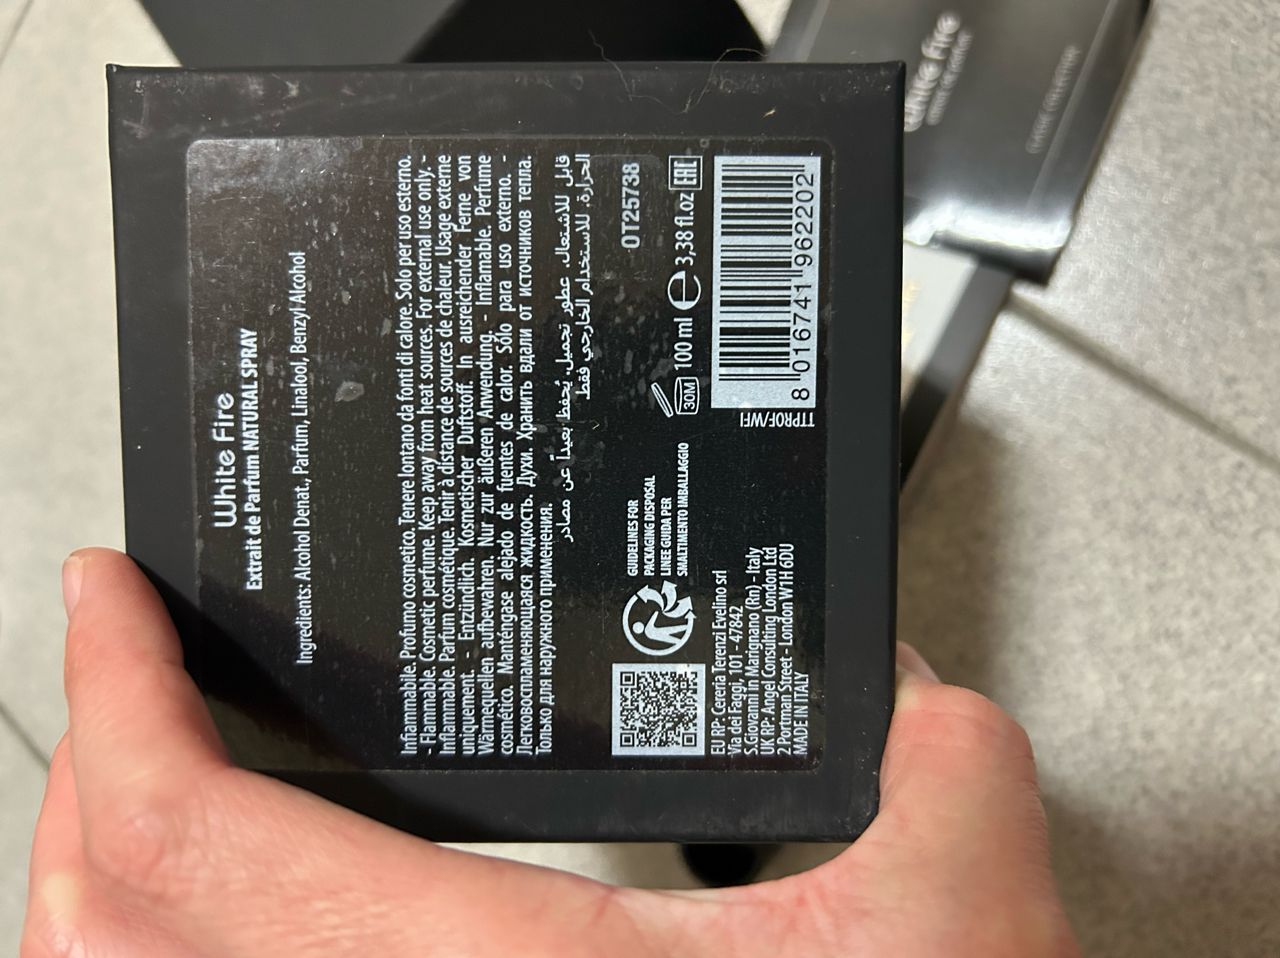 White Fire
Extrait de Parfum NATURAL SPRAY
Ingredients: Alcohol Denat., Parfum, Linalool, Benzyl Alcohol
Infiammabile. Profumo cosmetico. Tenere lontano da fonti di calore. Solo per uso esterno.
- Flammable. Cosmetic perfume. Keep away from heat sources. For external use only. -
Inflammable. Parfum cosmétique. Tenir à distance de sources de chaleur. Usage externe
uniquement. - Entzündlich. Kosmetischer Duftstoff. In ausreichender Ferne von
Wärmequellen aufbewahren. Nur zur äußeren Anwendung. - Inflamable. Perfume
cosmético. Manténgase alejado de fuentes de calor. Sólo para uso externo. -
Легковоспламеняющаяся жидкость. Духи. Хранить вдали от источников тепла.
Только для наружного применения.
قابل للاشتعال. عطور تجميل. يُحفظ بعيداً عن مصادر
الحرارة. للاستخدام الخارجي فقط
0T25738
GUIDELINES FOR
PACKAGING DISPOSAL
LINEE GUIDA PER
SMALTIMENTO IMBALLAGGIO
30M
100 ml e 3,38 fl.oz EAC
EU RP: Cereria Terenzi Evelino srl
Via del Faggi, 101 - 47842
S.Giovanni in Marignano (Rn) - Italy
UK RP: Angel Consulting London Ltd
2 Portman Street - London W1H 6DU
MADE IN ITALY
TTPROF/WFI
8 016741 962202
white fire